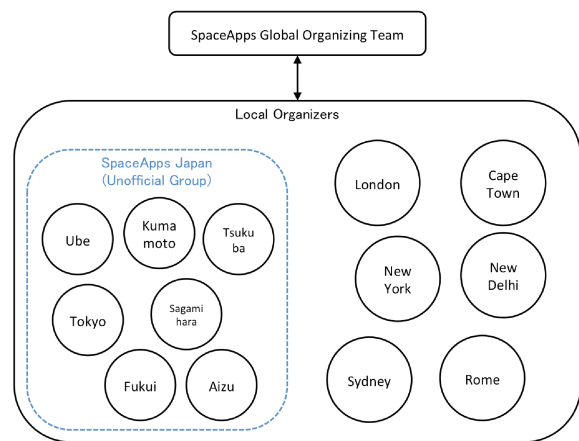 SpaceApps Global Organizing Team
Local Organizers
SpaceApps Japan
(Unofficial Group)
Ube
Kuma
moto
Tsuku
ba
Tokyo
Sagami
hara
Fukui
Aizu
London
Cape
Town
New
York
New
Delhi
Sydney
Rome